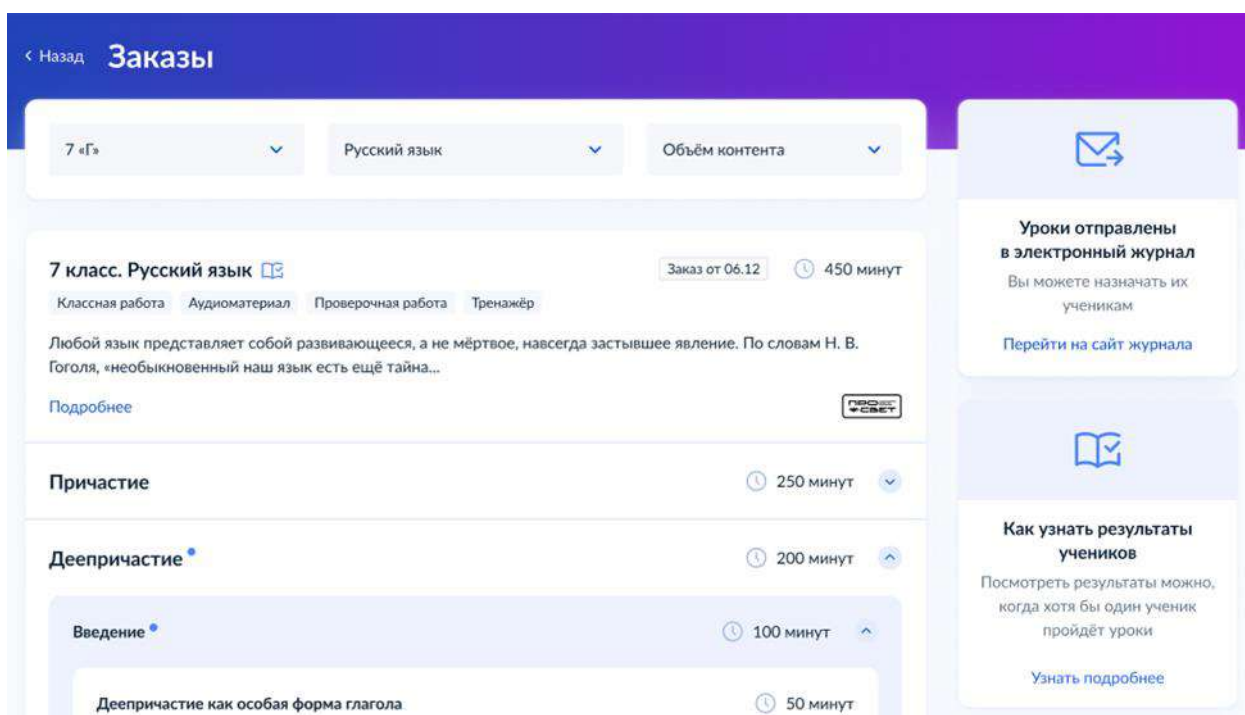 Назад Заказы
7 «Г» Русский язык Объём контента
7 класс. Русский язык Заказ от 06.12 450 минут
Классная работа Аудиоматериал Проверочная работа Тренажёр
Любой язык представляет собой развивающееся, а не мёртвое, навсегда застывшее явление. По словам Н. В.
Гоголя, «необыкновенный наш язык есть ещё тайна...
Подробнее ПРОСВЕТ
Причастие 250 минут
Деепричастие 200 минут
Введение 100 минут
Деепричастие как особая форма глагола 50 минут
Уроки отправлены
в электронный журнал
Вы можете назначать их
ученикам
Перейти на сайт журнала
Как узнать результаты
учеников
Посмотреть результаты можно,
когда хотя бы один ученик
пройдёт уроки
Узнать подробнее